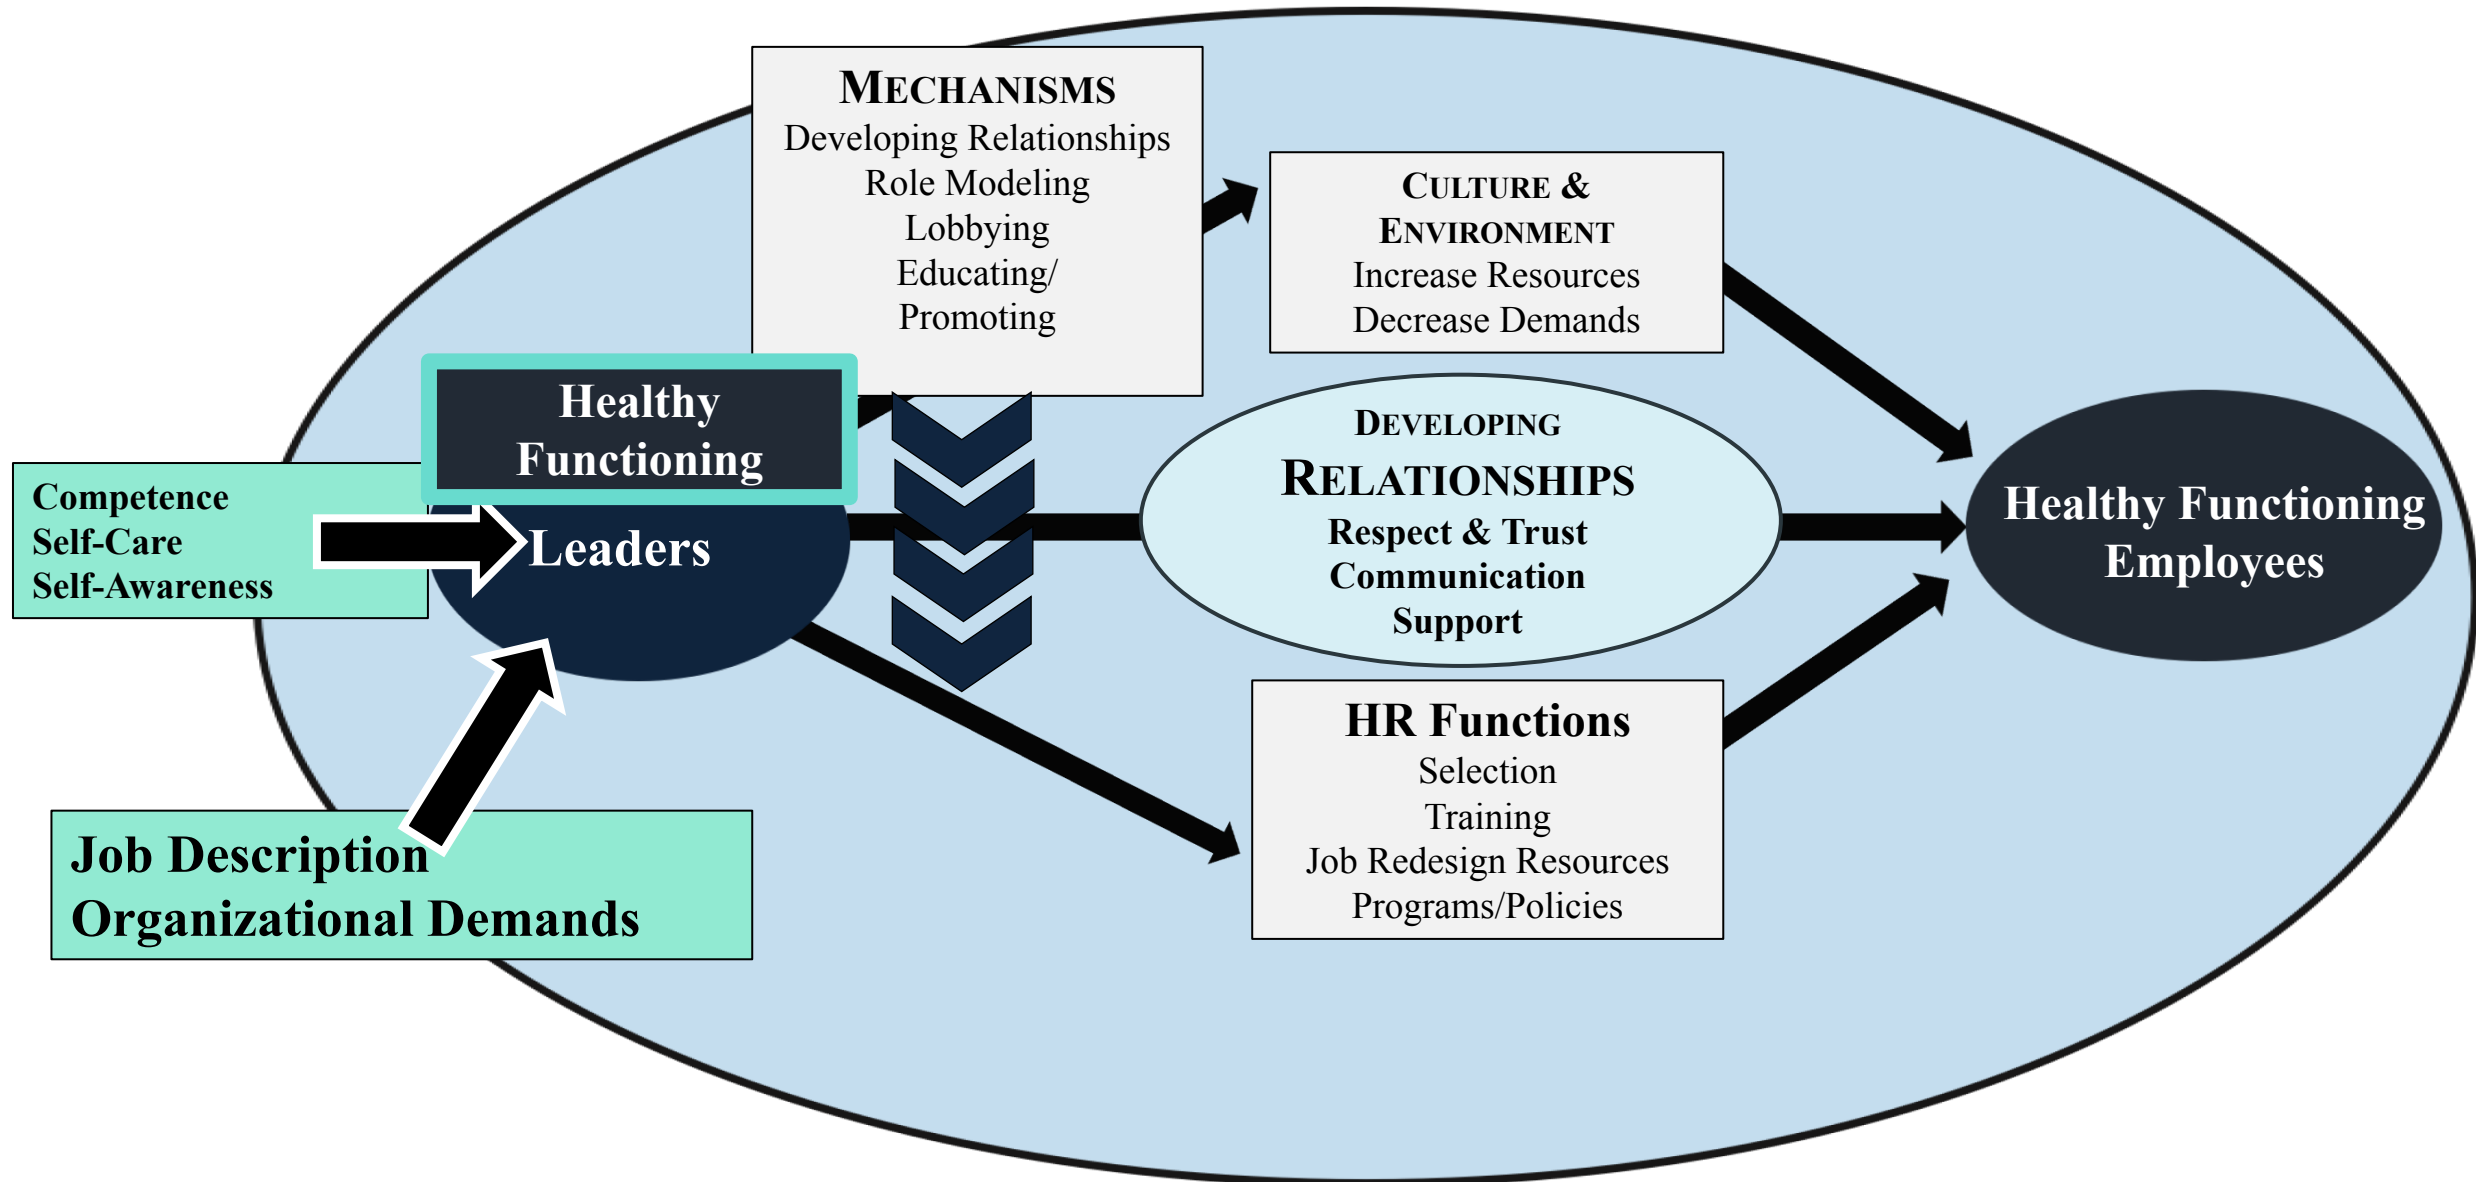 MECHANISMS
Developing Relationships
Role Modeling
Lobbying
Educating/
Promoting
CULTURE &
ENVIRONMENT
Increase Resources
Decrease Demands
Healthy
Functioning
Leaders
Competence
Self-Care
Self-Awareness
DEVELOPING
RELATIONSHIPS
Respect & Trust
Communication
Support
Healthy Functioning
Employees
HR Functions
Selection
Training
Job Redesign Resources
Programs/Policies
Job Description
Organizational Demands